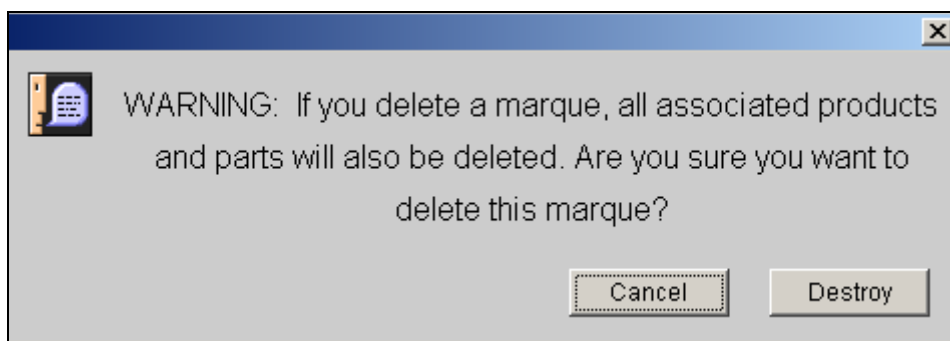 WARNING:  If you delete a marque, all associated products
and parts will also be deleted. Are you sure you want to
delete this marque?
Cancel Destroy